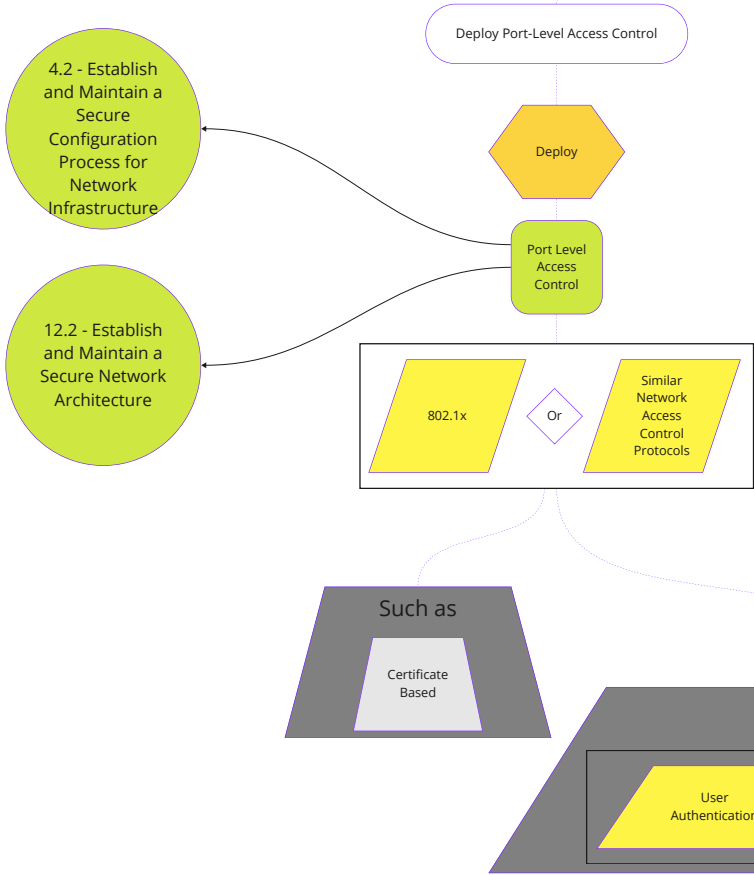 Deploy Port-Level Access Control
4.2 - Establish
and Maintain a
Secure
Configuration
Process for
Network
Infrastructure
Deploy
Port Level
Access
Control
12.2 - Establish
and Maintain a
Secure Network
Architecture
802.1x
Or
Similar
Network
Access
Control
Protocols
Such as
Certificate
Based
User
Authentication